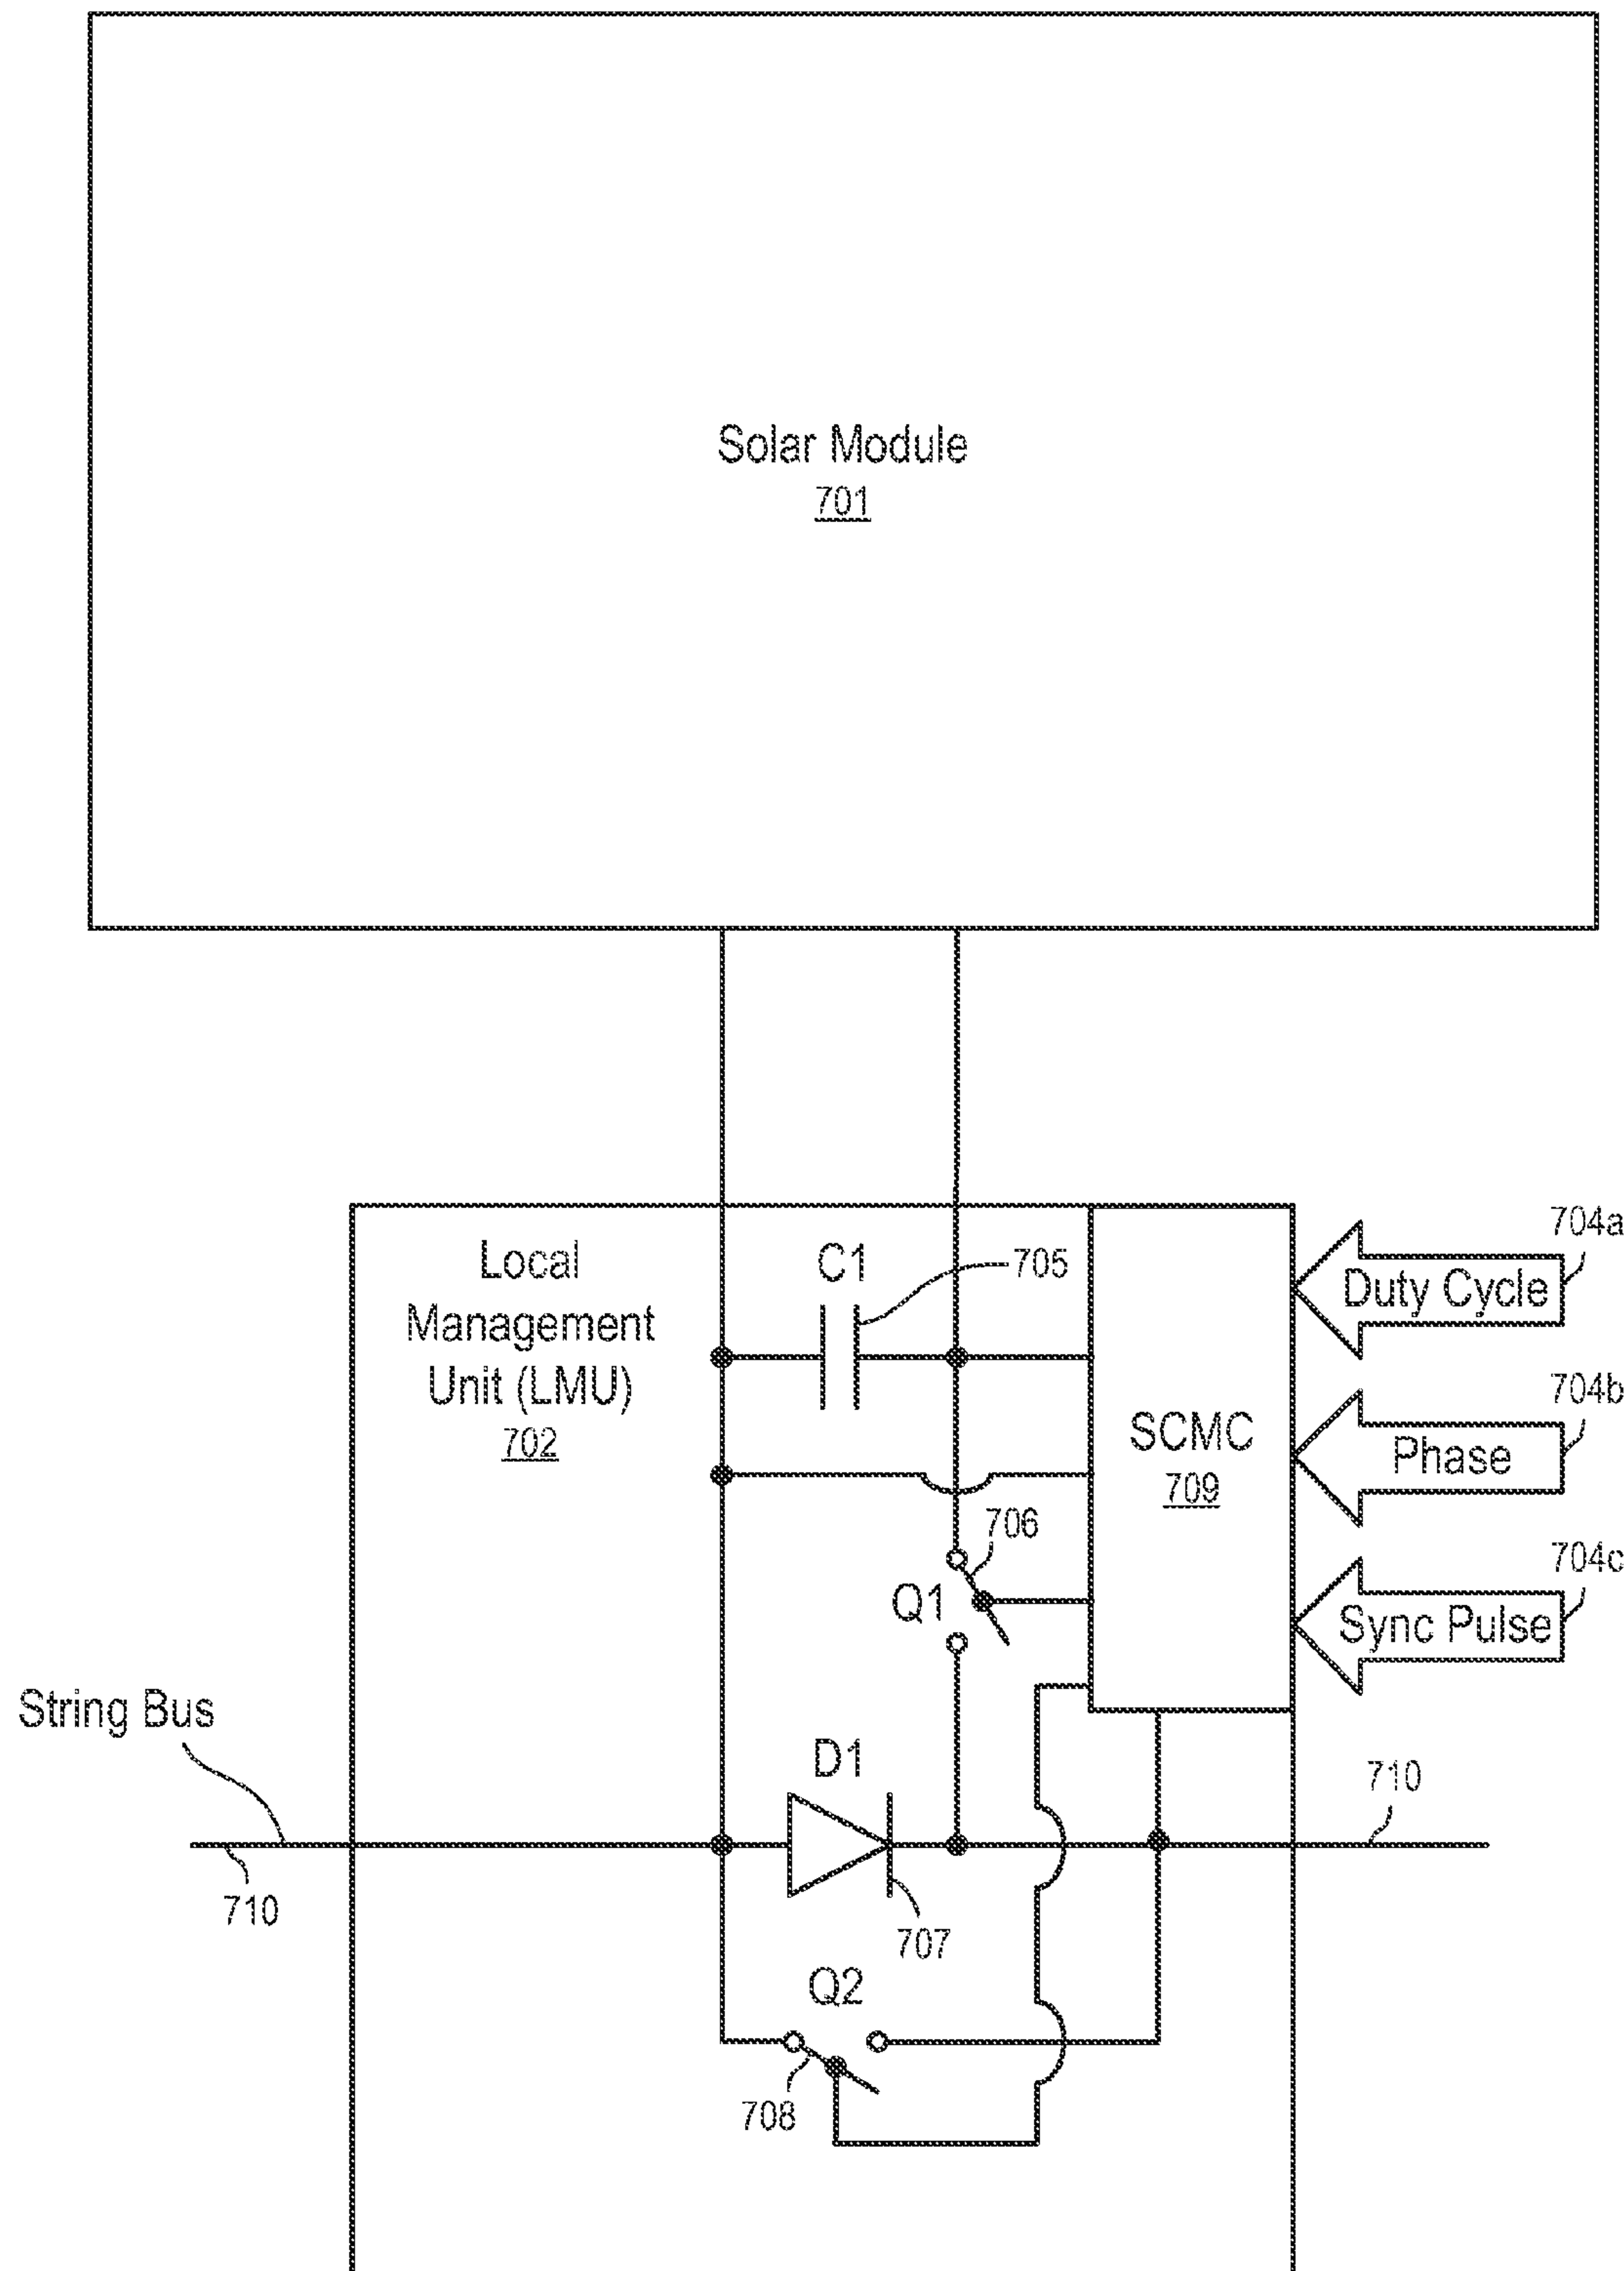 Solar Module
701
Local
Management
Unit (LMU)
702
C1
705
SCMC
709
Duty Cycle
704a
Phase
704b
Sync Pulse
704c
706
Q1
String Bus
D1
710
710
707
Q2
708